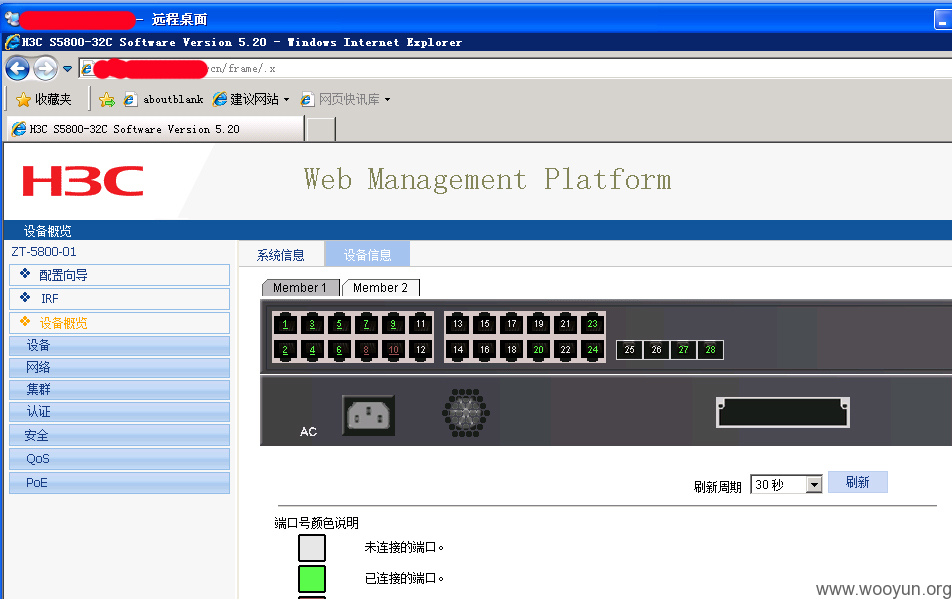 – 远程桌面
H3C S5800-32C Software Version 5.20 - Windows Internet Explorer
cn/frame/.x
收藏夹 aboutblank 建议网站 网页快讯库
H3C S5800-32C Software Version 5.20
H3C Web Management Platform
设备概览
ZT-5800-01
系统信息 设备信息
配置向导
IRF
设备概览
设备
网络
集群
认证
安全
QoS
PoE
Member 1 Member 2
1 3 5 7 9 11 13 15 17 19 21 23
2 4 6 8 10 12 14 16 18 20 22 24 25 26 27 28
AC
刷新周期 30 秒 刷新
端口号颜色说明
未连接的端口。
已连接的端口。
www.wooyun.org